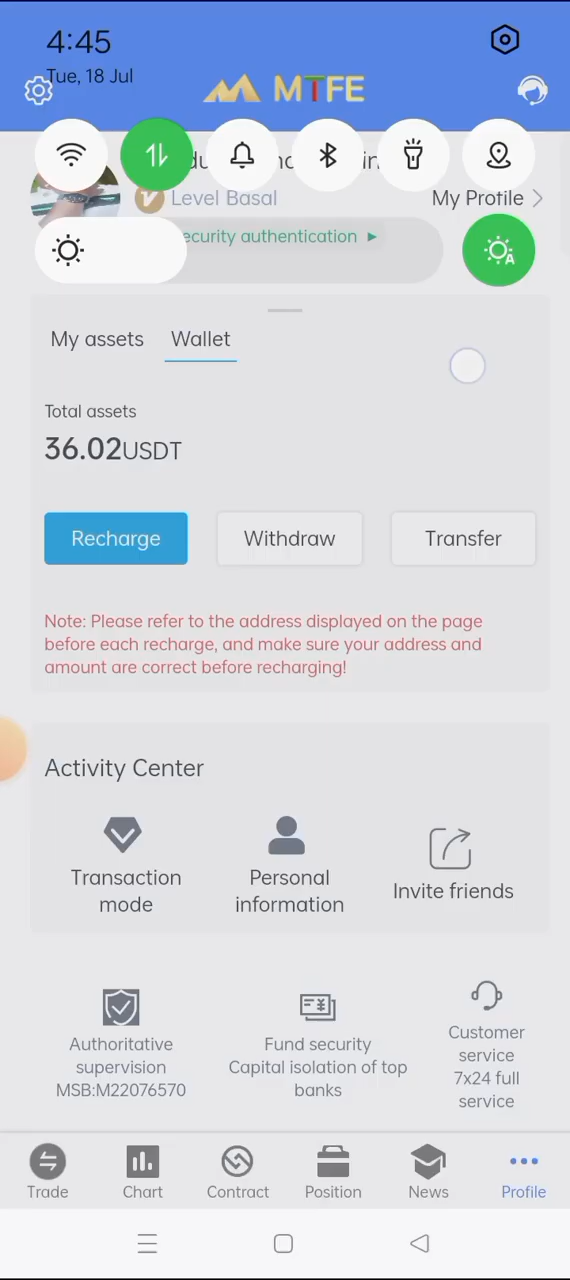 4:45
Tue, 18 Jul
MTFE
Level Basal
My Profile
ecurity authentication
My assets
Wallet
Total assets
36.02USDT
Recharge
Withdraw
Transfer
Note: Please refer to the address displayed on the page
before each recharge, and make sure your address and
amount are correct before recharging!
Activity Center
Transaction
mode
Personal
information
Invite friends
Authoritative
supervision
MSB:M22076570
Fund security
Capital isolation of top
banks
Customer
service
7x24 full
service
Trade
Chart
Contract
Position
News
Profile